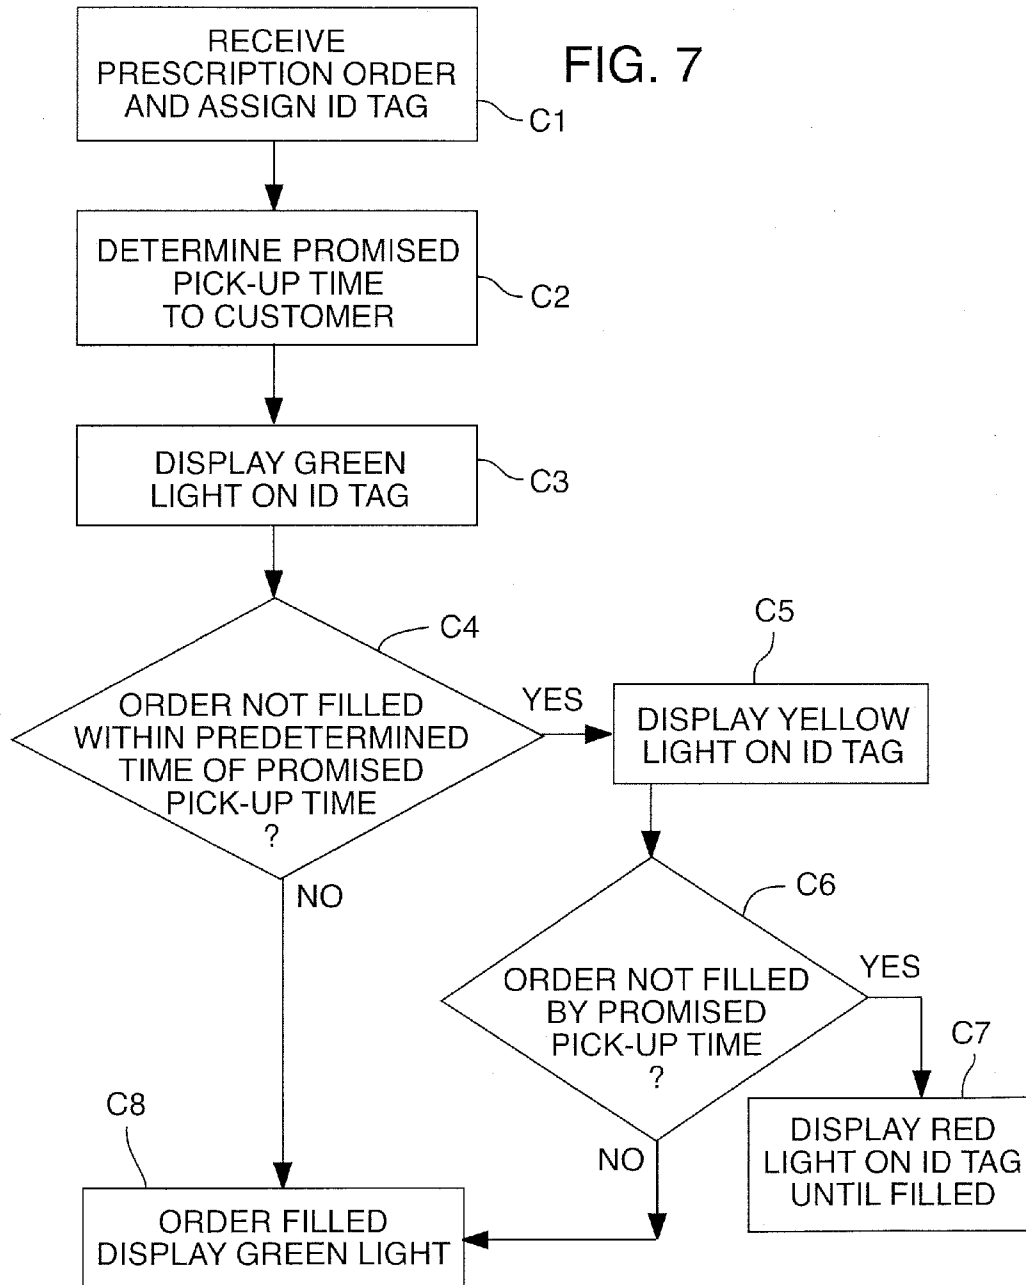 RECEIVE
PRESCRIPTION ORDER
AND ASSIGN ID TAG
FIG. 7
C1
DETERMINE PROMISED
PICK-UP TIME
TO CUSTOMER
C2
DISPLAY GREEN
LIGHT ON ID TAG
C3
C4
ORDER NOT FILLED
WITHIN PREDETERMINED
TIME OF PROMISED
PICK-UP TIME
?
YES
NO
C5
DISPLAY YELLOW
LIGHT ON ID TAG
C6
ORDER NOT FILLED
BY PROMISED
PICK-UP TIME
?
YES
NO
C7
DISPLAY RED
LIGHT ON ID TAG
UNTIL FILLED
C8
ORDER FILLED
DISPLAY GREEN LIGHT